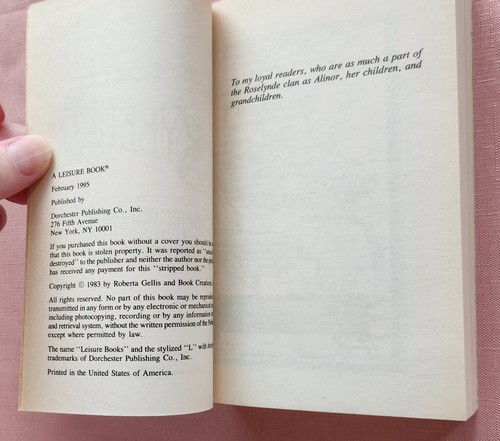 A LEISURE BOOK®
February 1995
Published by
Dorchester Publishing Co., Inc.
276 Fifth Avenue
New York, NY 10001
If you purchased this book without a cover you should be
that this book is stolen property. It was reported as
destroyed" to the publisher and neither the author nor the
has received any payment for this "stripped book."
Copyright © 1983 by Roberta Gellis and Book Creation
All rights reserved. No part of this book may be
transmitted in any form or by any electronic or mechanical
including photocopying, recording or by any information
and retrieval system, without the written permission of the
except where permitted by law.
The name "Leisure Books" and the stylized "L" with
trademarks of Dorchester Publishing Co., Inc.
Printed in the United States of America.
To my loyal readers, who are as much a part of
the Roselynde clan as Alinor, her children, and
grandchildren.